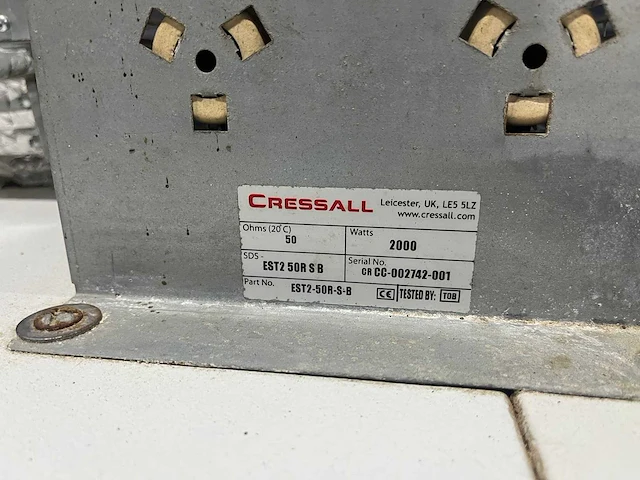 CRESSALL Leicester, UK, LE5 5LZ
www.cressall.com
Ohms (20°C) Watts
50 2000
SDS - Serial No.
EST2 50R S B CR CC-002742-001
Part No. EST2-50R-S-B CE TESTED BY: TOB